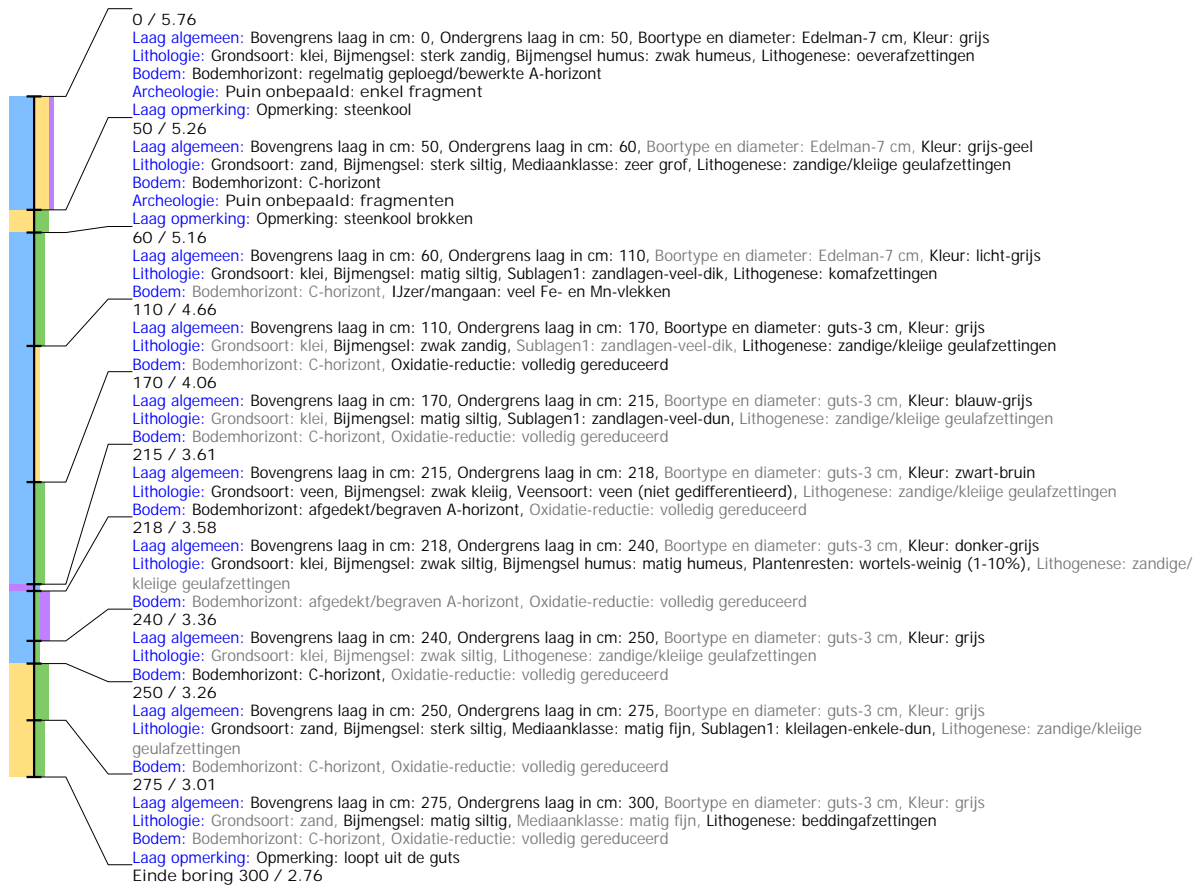 0 / 5.76
Laag algemeen: Bovengrens laag in cm: 0, Ondergrens laag in cm: 50, Boortype en diameter: Edelman-7 cm, Kleur: grijs
Lithologie: Grondsoort: klei, Bijmengsel: sterk zandig, Bijmengsel humus: zwak humeus, Lithogenese: oeverafzettingen
Bodem: Bodemhorizont: regelmatig geploegd/bewerkte A-horizont
Archeologie: Puin onbepaald: enkel fragment
Laag opmerking: Opmerking: steenkool
50 / 5.26
Laag algemeen: Bovengrens laag in cm: 50, Ondergrens laag in cm: 60, Boortype en diameter: Edelman-7 cm, Kleur: grijs-geel
Lithologie: Grondsoort: zand, Bijmengsel: sterk siltig, Mediaanklasse: zeer grof, Lithogenese: zandige/kleiige geulafzettingen
Bodem: Bodemhorizont: C-horizont
Archeologie: Puin onbepaald: fragmenten
Laag opmerking: Opmerking: steenkool brokken
60 / 5.16
Laag algemeen: Bovengrens laag in cm: 60, Ondergrens laag in cm: 110, Boortype en diameter: Edelman-7 cm, Kleur: licht-grijs
Lithologie: Grondsoort: klei, Bijmengsel: matig siltig, Sublagen1: zandlagen-veel-dik, Lithogenese: komafzettingen
Bodem: Bodemhorizont: C-horizont, IJzer/mangaan: veel Fe- en Mn-vlekken
110 / 4.66
Laag algemeen: Bovengrens laag in cm: 110, Ondergrens laag in cm: 170, Boortype en diameter: guts-3 cm, Kleur: grijs
Lithologie: Grondsoort: klei, Bijmengsel: zwak zandig, Sublagen1: zandlagen-veel-dik, Lithogenese: zandige/kleiige geulafzettingen
Bodem: Bodemhorizont: C-horizont, Oxidatie-reductie: volledig gereduceerd
170 / 4.06
Laag algemeen: Bovengrens laag in cm: 170, Ondergrens laag in cm: 215, Boortype en diameter: guts-3 cm, Kleur: blauw-grijs
Lithologie: Grondsoort: klei, Bijmengsel: matig siltig, Sublagen1: zandlagen-veel-dun, Lithogenese: zandige/kleiige geulafzettingen
Bodem: Bodemhorizont: C-horizont, Oxidatie-reductie: volledig gereduceerd
215 / 3.61
Laag algemeen: Bovengrens laag in cm: 215, Ondergrens laag in cm: 218, Boortype en diameter: guts-3 cm, Kleur: zwart-bruin
Lithologie: Grondsoort: veen, Bijmengsel: zwak kleiig, Veensoort: veen (niet gedifferentieerd), Lithogenese: zandige/kleiige geulafzettingen
Bodem: Bodemhorizont: afgedekt/begraven A-horizont, Oxidatie-reductie: volledig gereduceerd
218 / 3.58
Laag algemeen: Bovengrens laag in cm: 218, Ondergrens laag in cm: 240, Boortype en diameter: guts-3 cm, Kleur: donker-grijs
Lithologie: Grondsoort: klei, Bijmengsel: zwak siltig, Bijmengsel humus: matig humeus, Plantenresten: wortels-weinig (1-10%), Lithogenese: zandige/
kleiige geulafzettingen
Bodem: Bodemhorizont: afgedekt/begraven A-horizont, Oxidatie-reductie: volledig gereduceerd
240 / 3.36
Laag algemeen: Bovengrens laag in cm: 240, Ondergrens laag in cm: 250, Boortype en diameter: guts-3 cm, Kleur: grijs
Lithologie: Grondsoort: klei, Bijmengsel: zwak siltig, Lithogenese: zandige/kleiige geulafzettingen
Bodem: Bodemhorizont: C-horizont, Oxidatie-reductie: volledig gereduceerd
250 / 3.26
Laag algemeen: Bovengrens laag in cm: 250, Ondergrens laag in cm: 275, Boortype en diameter: guts-3 cm, Kleur: grijs
Lithologie: Grondsoort: zand, Bijmengsel: sterk siltig, Mediaanklasse: matig fijn, Sublagen1: kleilagen-enkele-dun, Lithogenese: zandige/kleiige
geulafzettingen
Bodem: Bodemhorizont: C-horizont, Oxidatie-reductie: volledig gereduceerd
275 / 3.01
Laag algemeen: Bovengrens laag in cm: 275, Ondergrens laag in cm: 300, Boortype en diameter: guts-3 cm, Kleur: grijs
Lithologie: Grondsoort: zand, Bijmengsel: matig siltig, Mediaanklasse: matig fijn, Lithogenese: beddingafzettingen
Bodem: Bodemhorizont: C-horizont, Oxidatie-reductie: volledig gereduceerd
Laag opmerking: Opmerking: loopt uit de guts
Einde boring 300 / 2.76